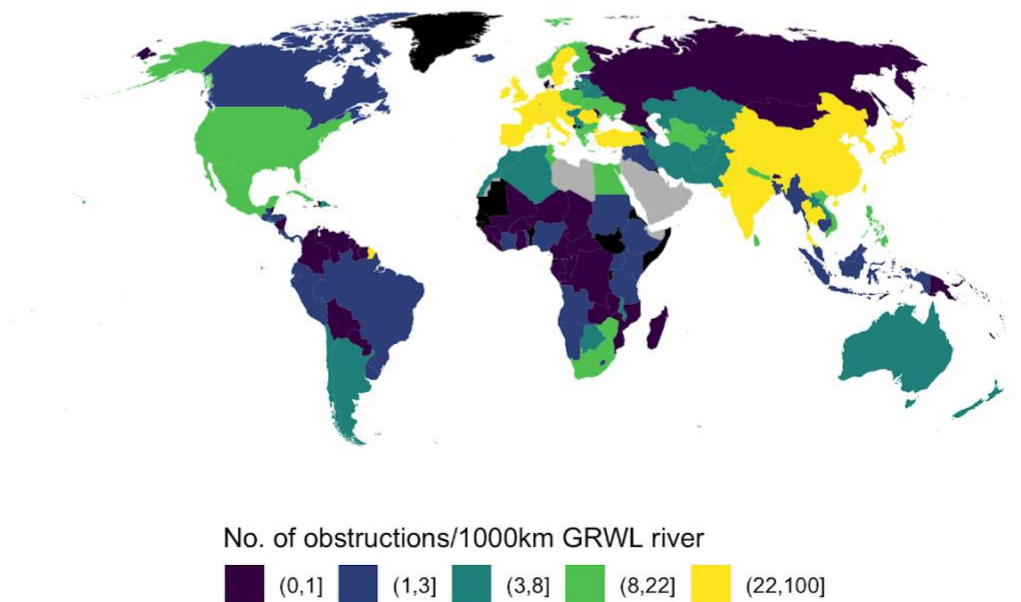 No. of obstructions/1000km GRWL river
(0,1] (1,3] (3,8] (8,22] (22,100]